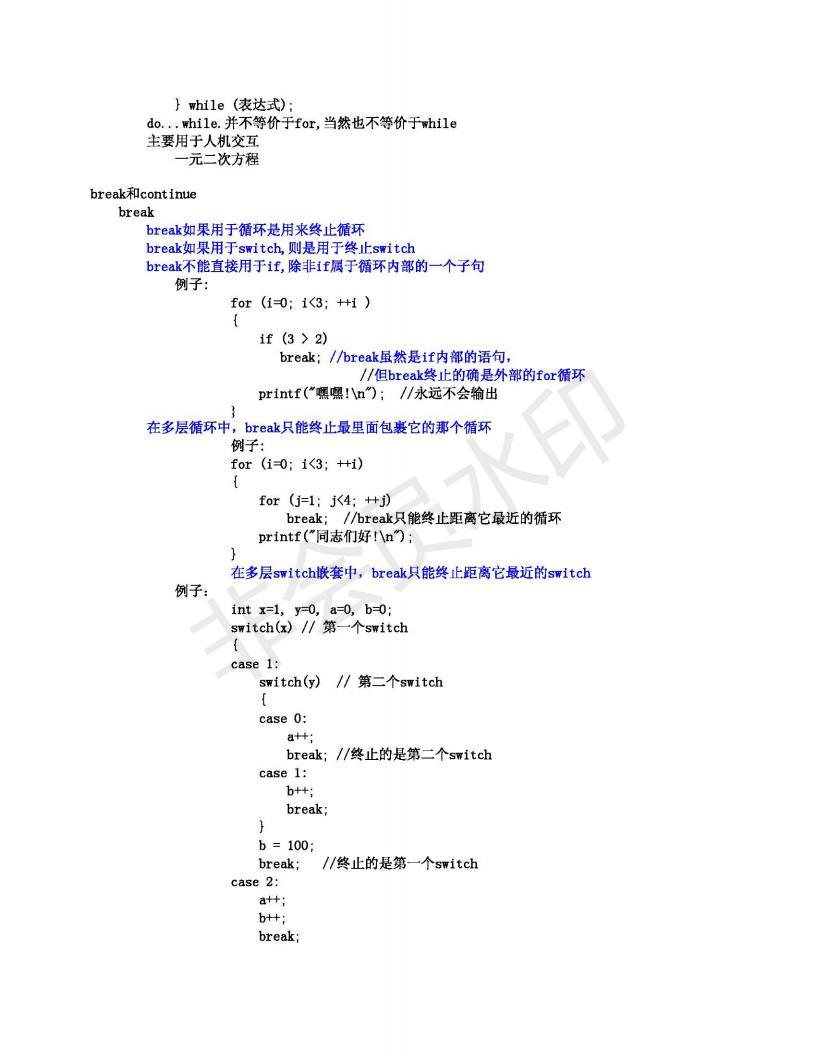 } while (表达式);
do...while.并不等价于for,当然也不等价于while
主要用于人机交互
一元二次方程
break和continue
break
break如果用于循环是用来终止循环
break如果用于switch,则是用于终止switch
break不能直接用于if,除非if属于循环内部的一个子句
例子:
for (i=0; i<3; ++i )
{
if (3 > 2)
break; //break虽然是if内部的语句,
//但break终止的确是外部的for循环
printf("嘿嘿!\n"); //永远不会输出
}
在多层循环中，break只能终止最里面包裹它的那个循环
例子:
for (i=0; i<3; ++i)
{
for (j=1; j<4; ++j)
break; //break只能终止距离它最近的循环
printf("同志们好!\n");
}
在多层switch嵌套中，break只能终止距离它最近的switch
例子：
int x=1, y=0, a=0, b=0;
switch(x) // 第一个switch
{
case 1:
switch(y) // 第二个switch
{
case 0:
a++;
break; //终止的是第二个switch
case 1:
b++;
break;
}
b = 100;
break; //终止的是第一个switch
case 2:
a++;
b++;
break;
非会员水印